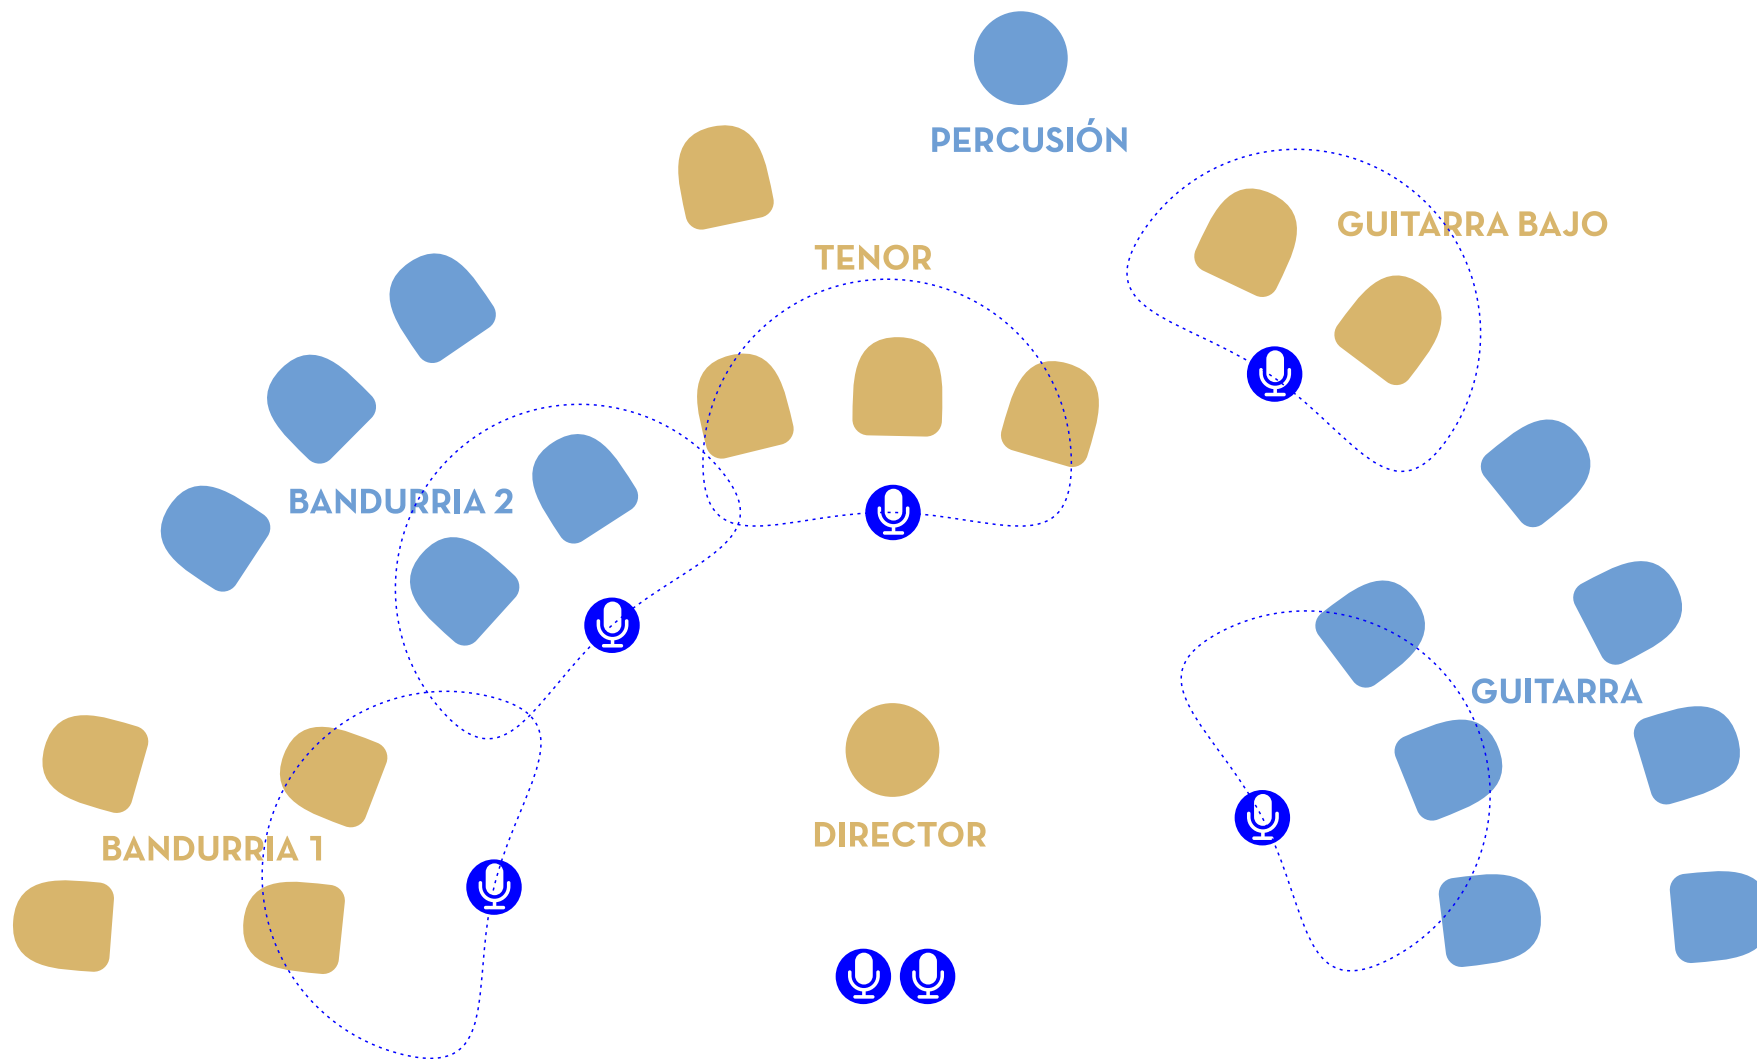 PERCUSIÓN
GUITARRA BAJO
TENOR
BANDURRIA 2
GUITARRA
DIRECTOR
BANDURRIA 1